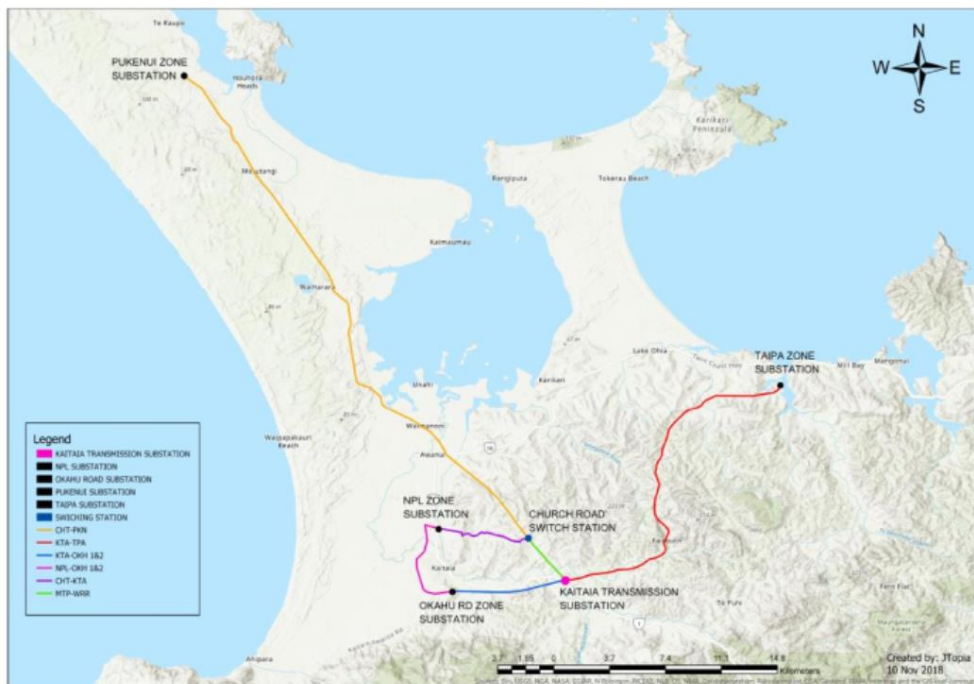 Te Kaupo
PUKENUI ZONE
SUBSTATION
Houhora
Heads
N
W E
S
Karikari
Peninsula
Motutangi
Rangiputa
Tokerau Beach
Kaimaumau
Waiharara
Lake Ohia
TAIPA ZONE
SUBSTATION
Mill Bay
Mangonui
Unahi
Karikari
Waipapakauri
Beach
Waimanoni
Awanui
Legend
KAITAIA TRANSMISSION SUBSTATION
NPL SUBSTATION
OKAHU ROAD SUBSTATION
PUKENUI SUBSTATION
TAIPA SUBSTATION
SWICHING STATION
CHT-PKN
KTA-TPA
KTA-OKH 1&2
NPL-OKH 1&2
CHT-KTA
MTP-WRR
NPL ZONE
SUBSTATION
CHURCH ROAD
SWITCH STATION
Kaitaia
KAITAIA TRANSMISSION
SUBSTATION
OKAHU RD ZONE
SUBSTATION
Te Puhi
Fern Flat
Ahipara
3.7 1.85 0 3.7 7.4 11.1 14.8
Kilometers
Created by: JTopia
10 Nov 2018